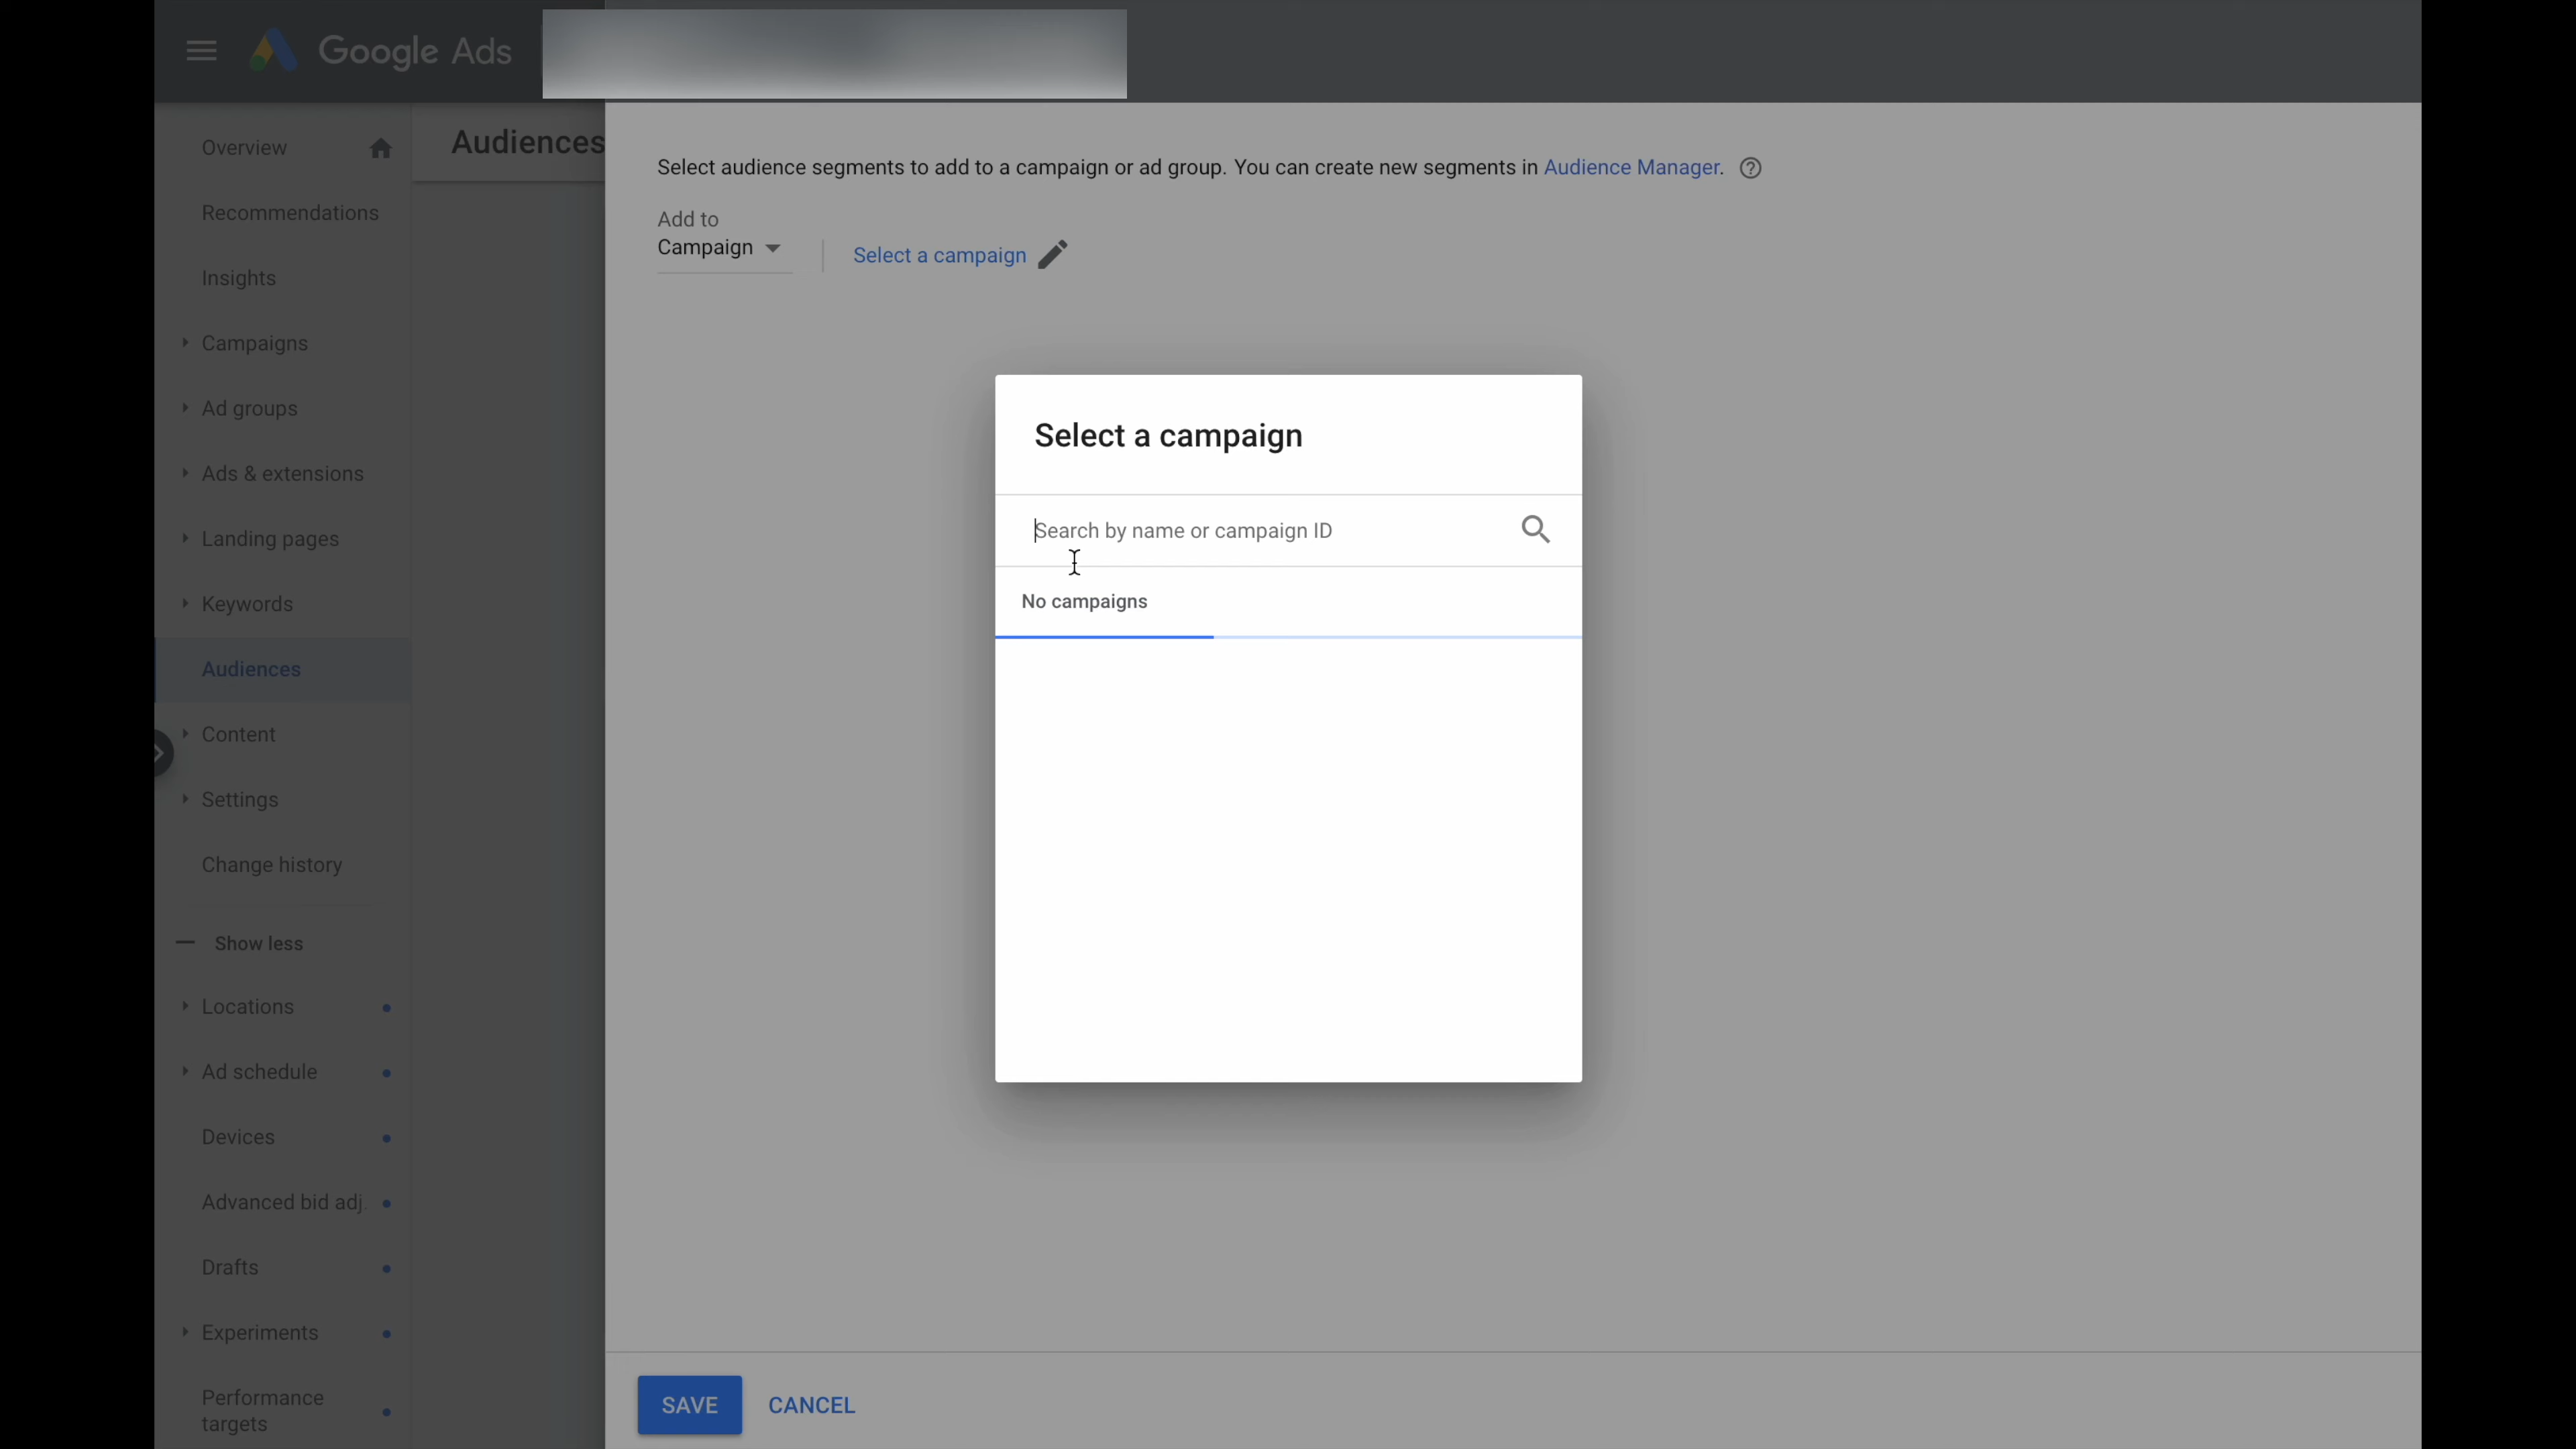 Google Ads
Overview
Recommendations
Insights
Campaigns
Ad groups
Ads & extensions
Landing pages
Keywords
Audiences
Content
Settings
Change history
Show less
Locations
Ad schedule
Devices
Advanced bid adj.
Drafts
Experiments
Performance
targets
Audiences
Select audience segments to add to a campaign or ad group. You can create new segments in Audience Manager.
Add to
Campaign
Select a campaign
Select a campaign
Search by name or campaign ID
No campaigns
SAVE
CANCEL